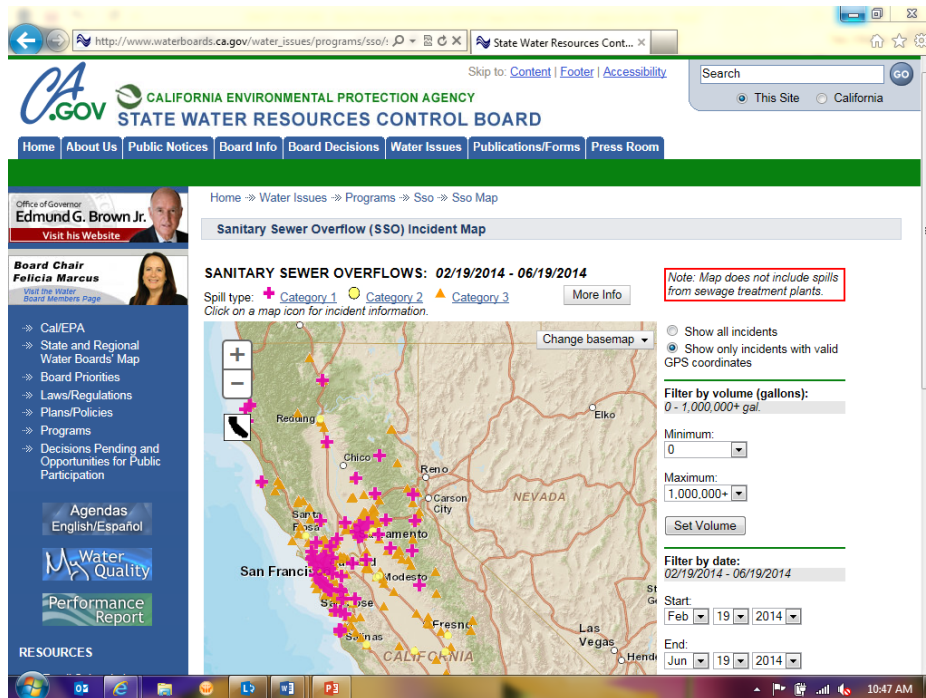 http://www.waterboards.ca.gov/water_issues/programs/sso/
State Water Resources Cont...
Skip to: Content | Footer | Accessibility
Search
GO
This Site
California
CA
.GOV
CALIFORNIA ENVIRONMENTAL PROTECTION AGENCY
STATE WATER RESOURCES CONTROL BOARD
Home
About Us
Public Notices
Board Info
Board Decisions
Water Issues
Publications/Forms
Press Room
Office of Governor
Edmund G. Brown Jr.
Visit his Website
Board Chair
Felicia Marcus
Visit the Water
Board Members Page
Cal/EPA
State and Regional
Water Boards' Map
Board Priorities
Laws/Regulations
Plans/Policies
Programs
Decisions Pending and
Opportunities for Public
Participation
Agendas
English/Español
My Water
Quality
Performance
Report
RESOURCES
Home -» Water Issues -» Programs -» Sso -» Sso Map
Sanitary Sewer Overflow (SSO) Incident Map
SANITARY SEWER OVERFLOWS: 02/19/2014 - 06/19/2014
Spill type: Category 1 Category 2 Category 3
More Info
Click on a map icon for incident information.
Note: Map does not include spills
from sewage treatment plants.
Change basemap
+
−
Redding
Elko
Chico
Reno
Carson
City
NEVADA
Santa
Rosa
amento
San Franci
Modesto
Jose
Fresno
Salinas
Las
Vegas
Hende
CALIFORNIA
Show all incidents
Show only incidents with valid
GPS coordinates
Filter by volume (gallons):
0 - 1,000,000+ gal.
Minimum:
0
Maximum:
1,000,000+
Set Volume
Filter by date:
02/19/2014 - 06/19/2014
Start:
Feb 19 2014
End:
Jun 19 2014
10:47 AM